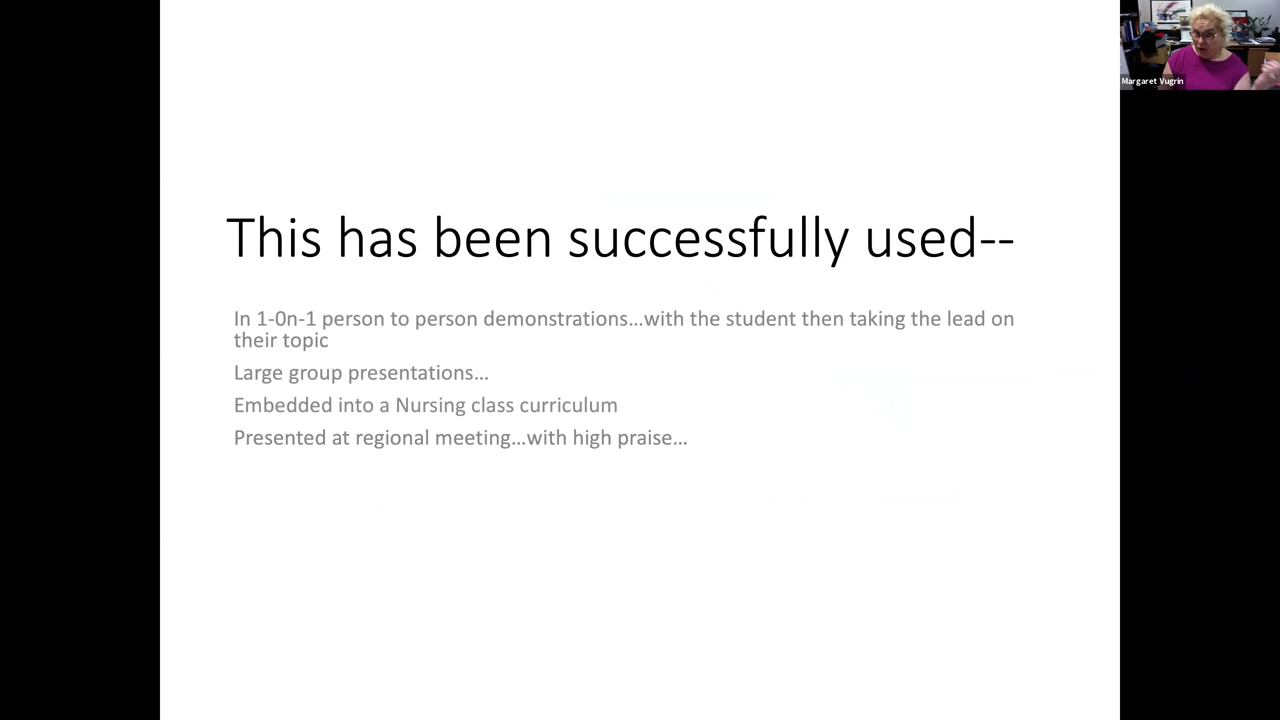 Margaret Vugrin
This has been successfully used--
In 1-0n-1 person to person demonstrations…with the student then taking the lead on
their topic
Large group presentations…
Embedded into a Nursing class curriculum
Presented at regional meeting…with high praise…